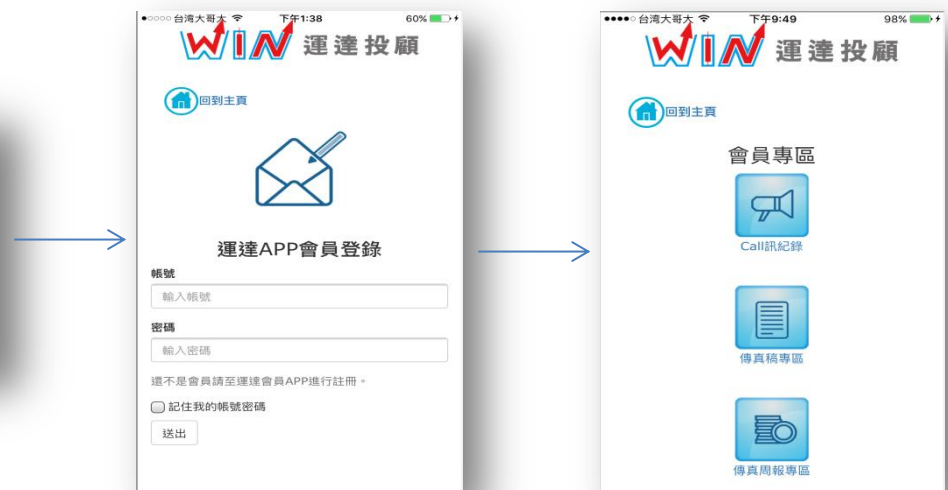 台湾大哥大 下午1:38 60%
WIN 運達投顧
回到主頁
運達APP會員登錄
帳號
輸入帳號
密碼
輸入密碼
還不是會員請至運達會員APP進行註冊。
記住我的帳號密碼
送出
台湾大哥大 下午9:49 98%
WIN 運達投顧
回到主頁
會員專區
Call訊紀錄
傳真稿專區
傳真周報專區